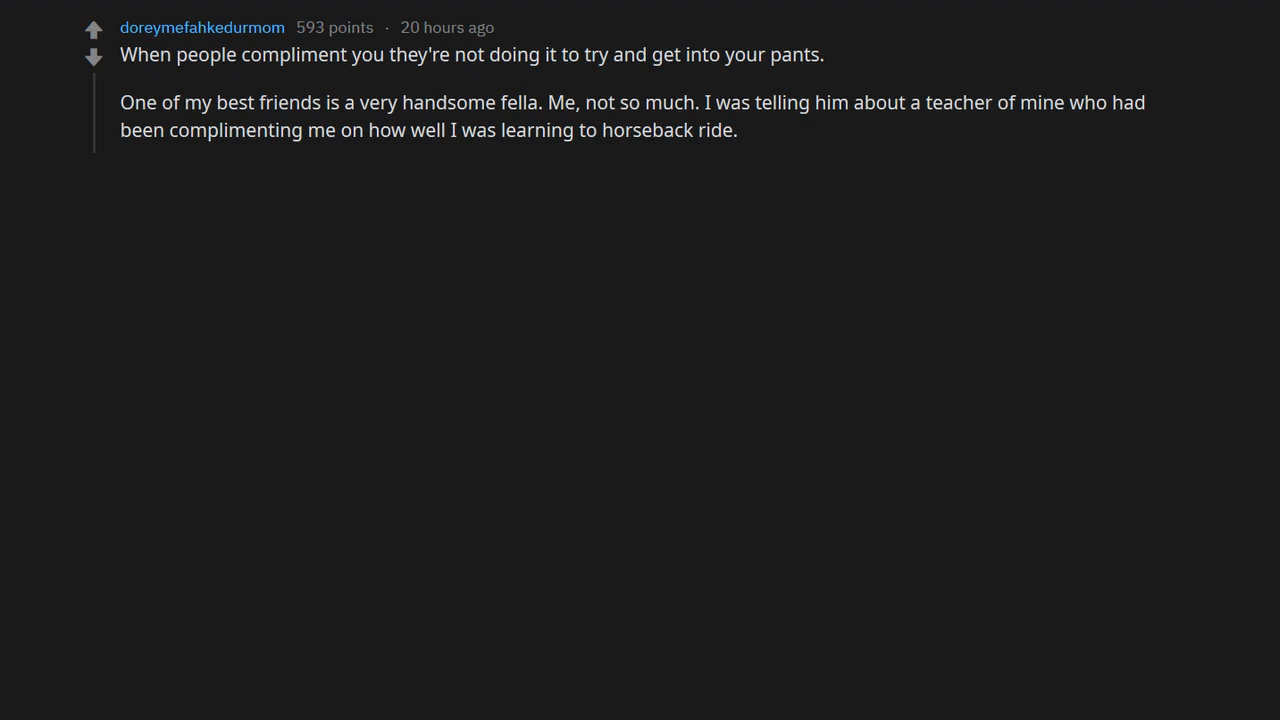 doreymefahkedurmom 593 points · 20 hours ago
When people compliment you they're not doing it to try and get into your pants.
One of my best friends is a very handsome fella. Me, not so much. I was telling him about a teacher of mine who had
been complimenting me on how well I was learning to horseback ride.